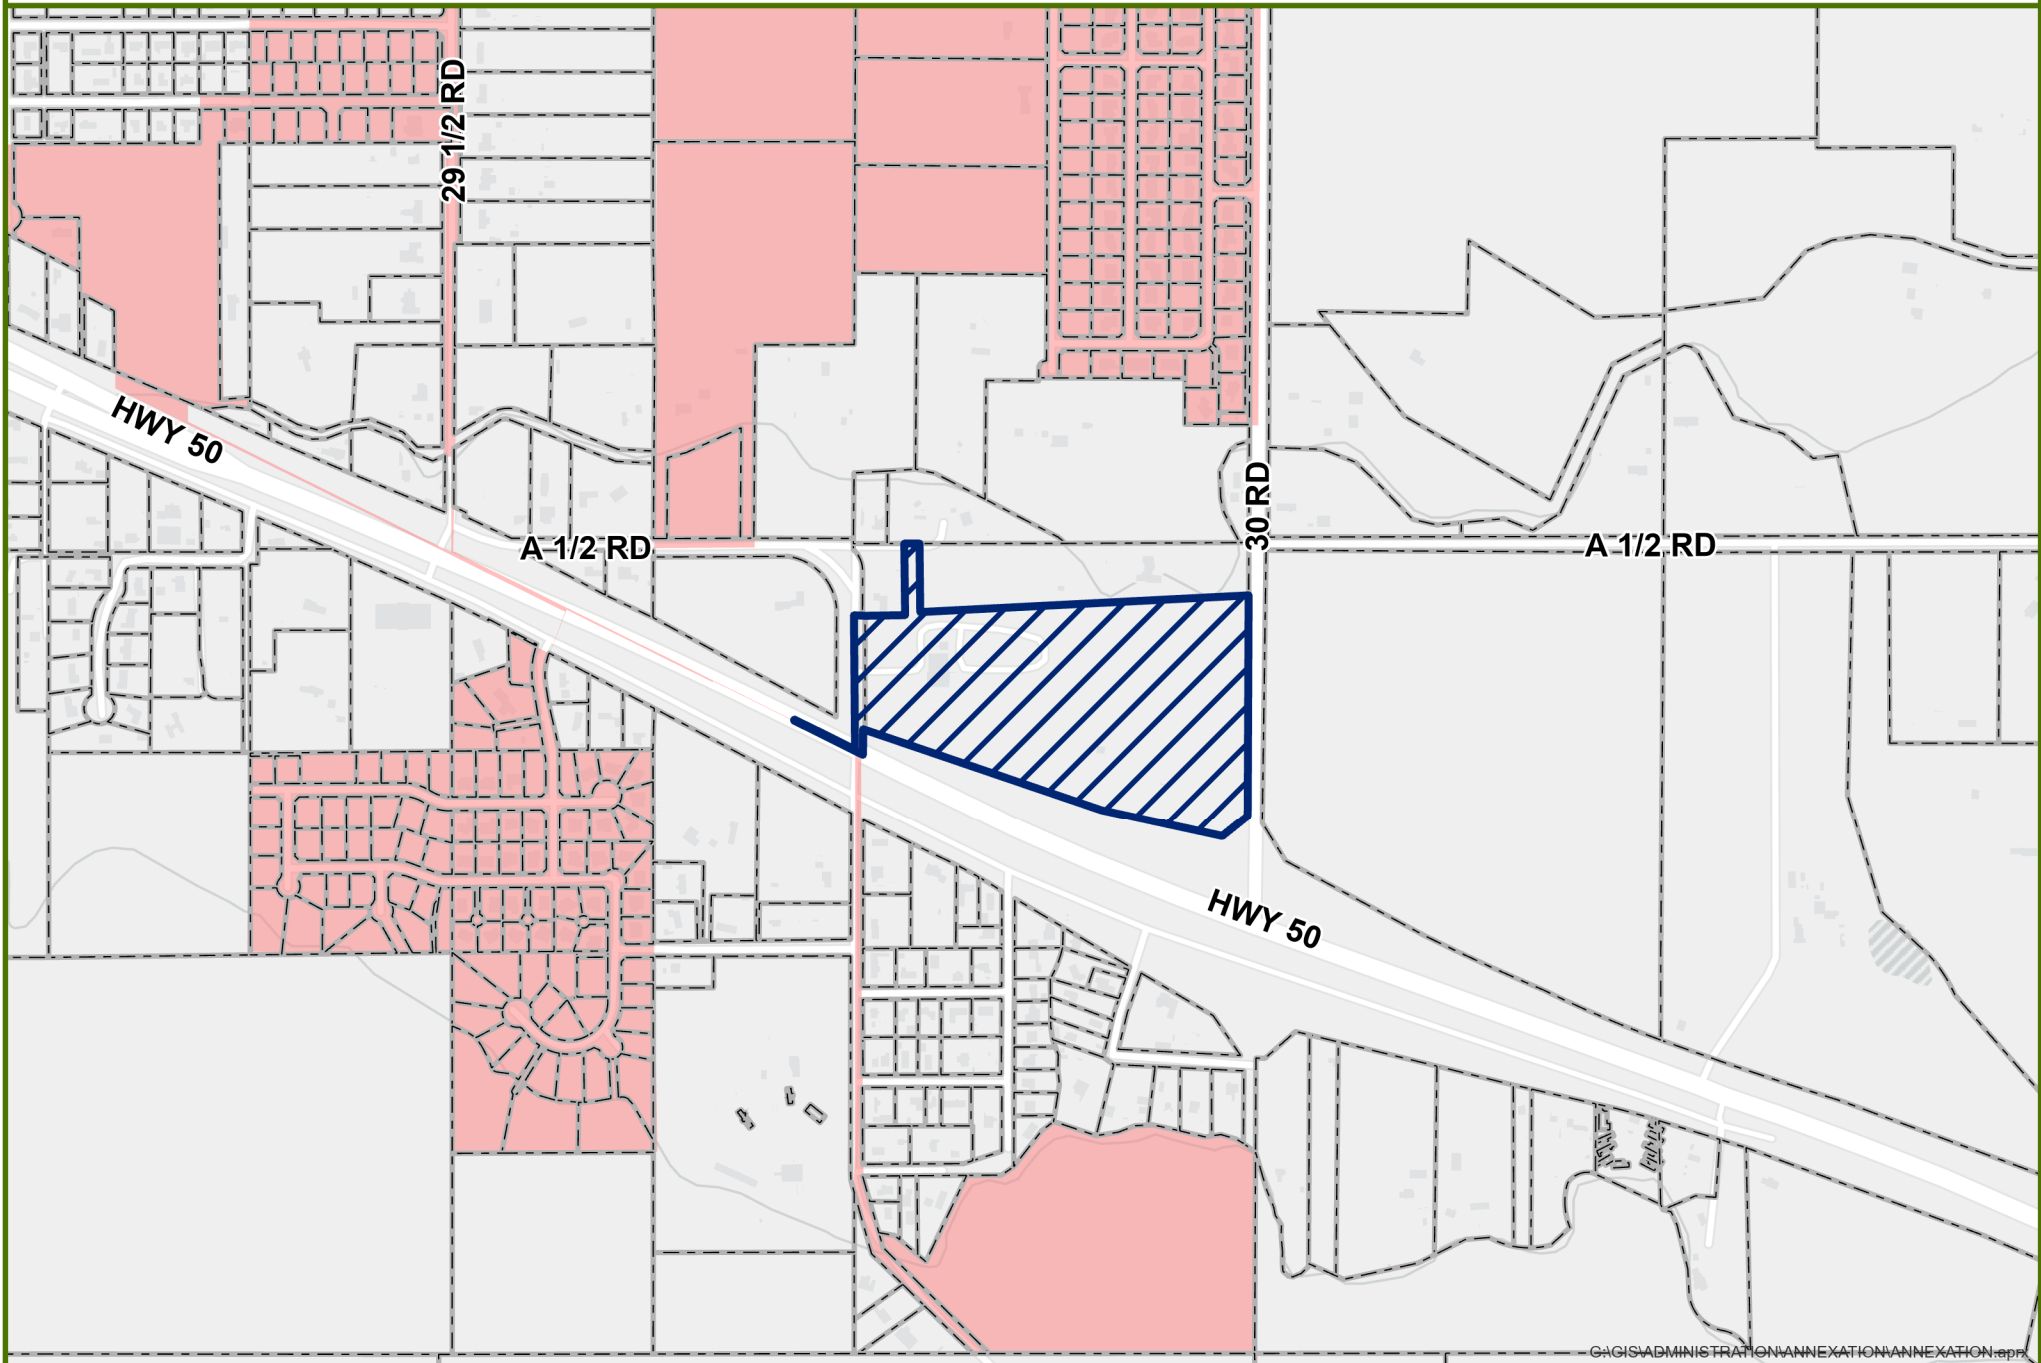 29 1/2 RD
HWY 50
A 1/2 RD
30 RD
A 1/2 RD
HWY 50
G:\GIS\ADMINISTRATION\ANNEXATION\ANNEXATION.aprx